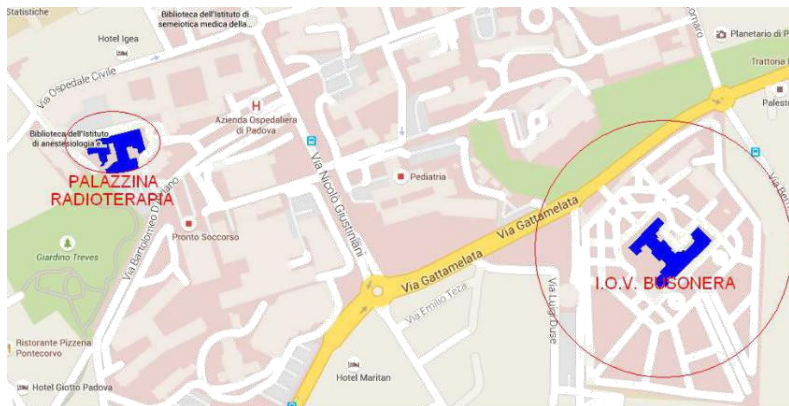 Statistiche
Biblioteca dell'Istituto di
semeiotica medica della...
Hotel Igea
Via Ospedale Civile
Planetario di P
Trattoria
Palest
H
Azienda Ospedaliera
di Padova
Biblioteca dell'Istituto
di anestesiologia e
PALAZZINA
RADIOTERAPIA
Pediatria
Via Nicolò Giustiniani
Pronto Soccorso
Giardino Treves
Via Gattamelata
Via Gattamelata
I.O.V. BUSONERA
Via Emilio Teza
Via Luigi Duse
Ristorante Pizzeria
Pontecorvo
Hotel Giotto Padova
Hotel Maritan